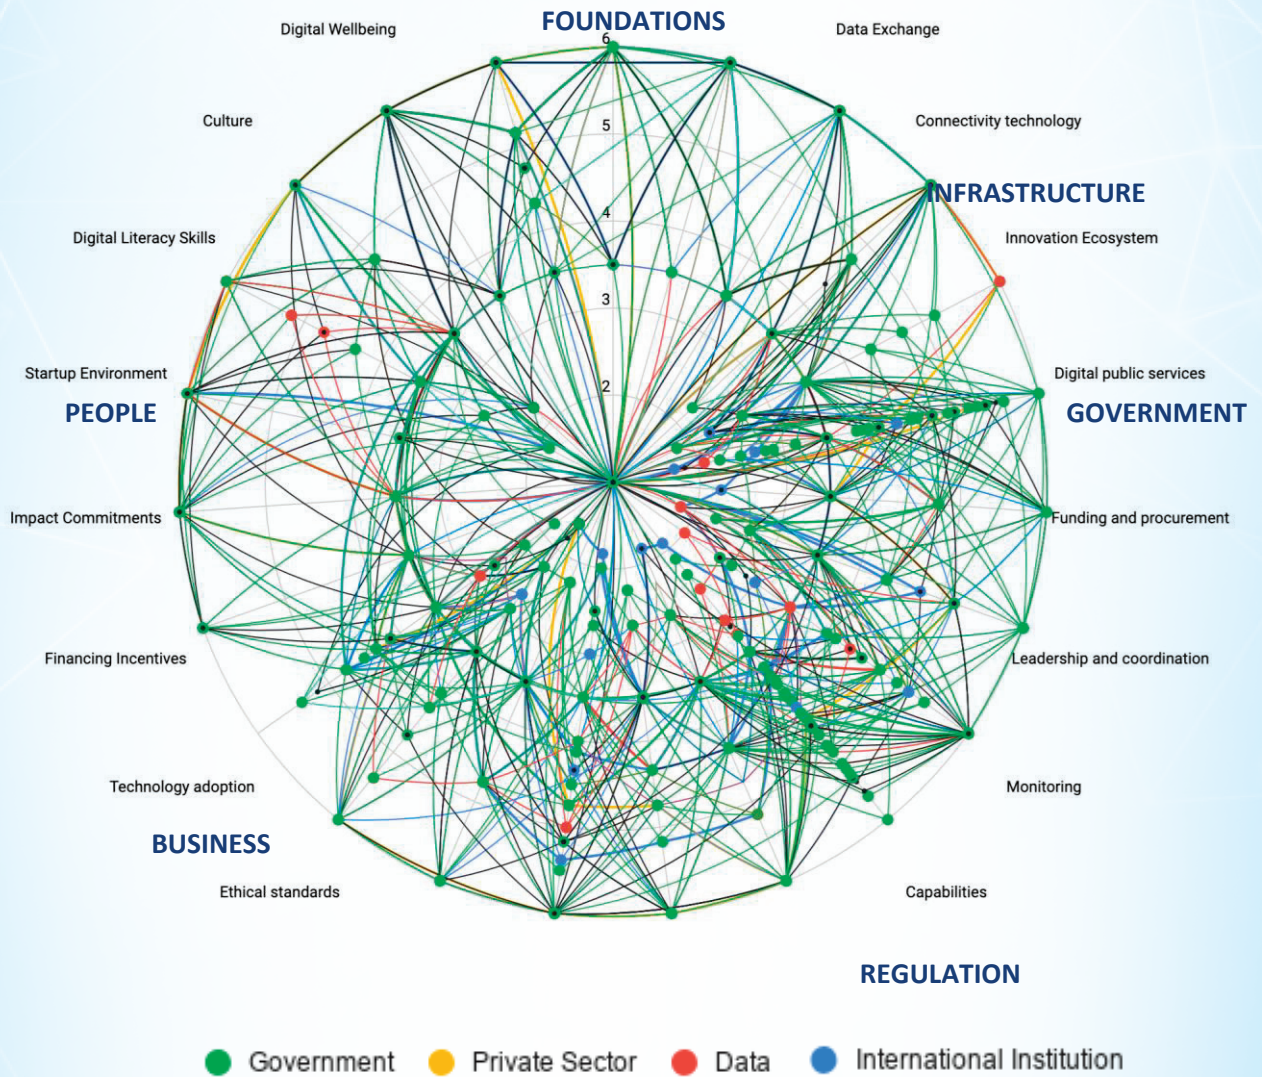 FOUNDATIONS
Digital Wellbeing
Data Exchange
6
Culture
5
Connectivity technology
INFRASTRUCTURE
4
Digital Literacy Skills
Innovation Ecosystem
3
Startup Environment
2
Digital public services
PEOPLE
GOVERNMENT
Impact Commitments
Funding and procurement
Financing Incentives
Leadership and coordination
Technology adoption
Monitoring
BUSINESS
Ethical standards
Capabilities
REGULATION
Government
Private Sector
Data
International Institution